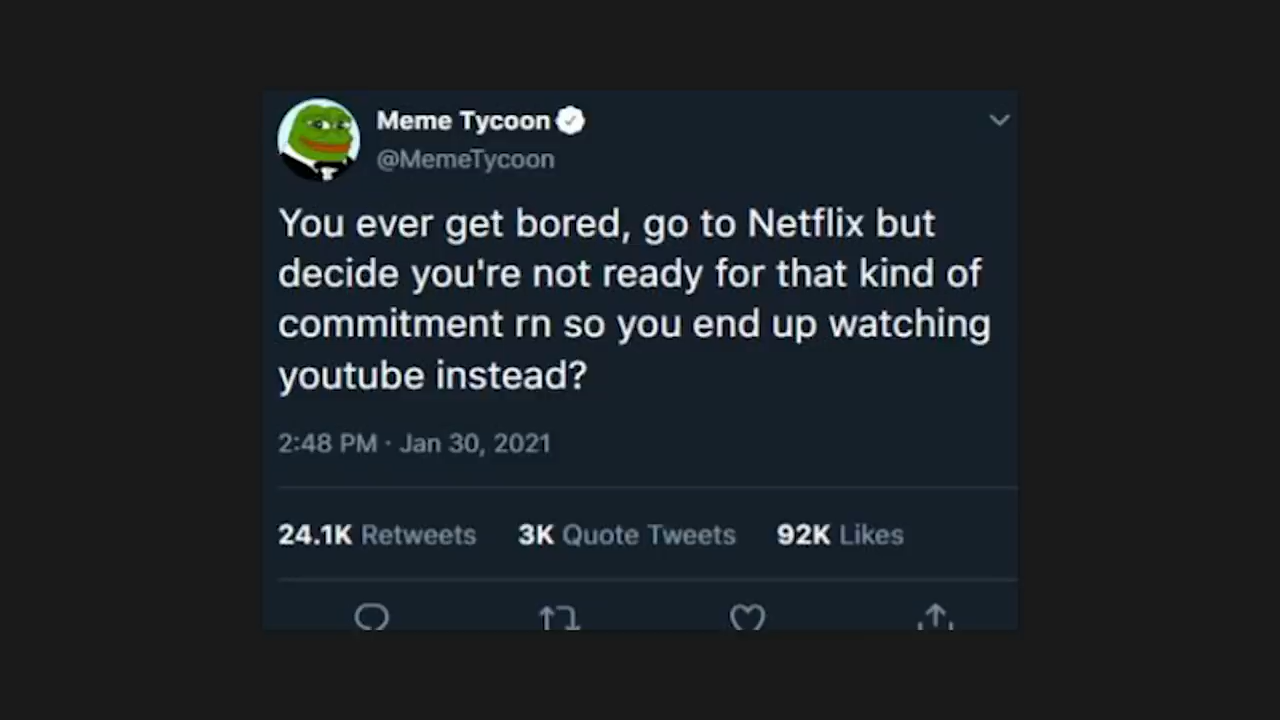 Meme Tycoon
@MemeTycoon
You ever get bored, go to Netflix but
decide you're not ready for that kind of
commitment rn so you end up watching
youtube instead?
2:48 PM · Jan 30, 2021
24.1K Retweets 3K Quote Tweets 92K Likes